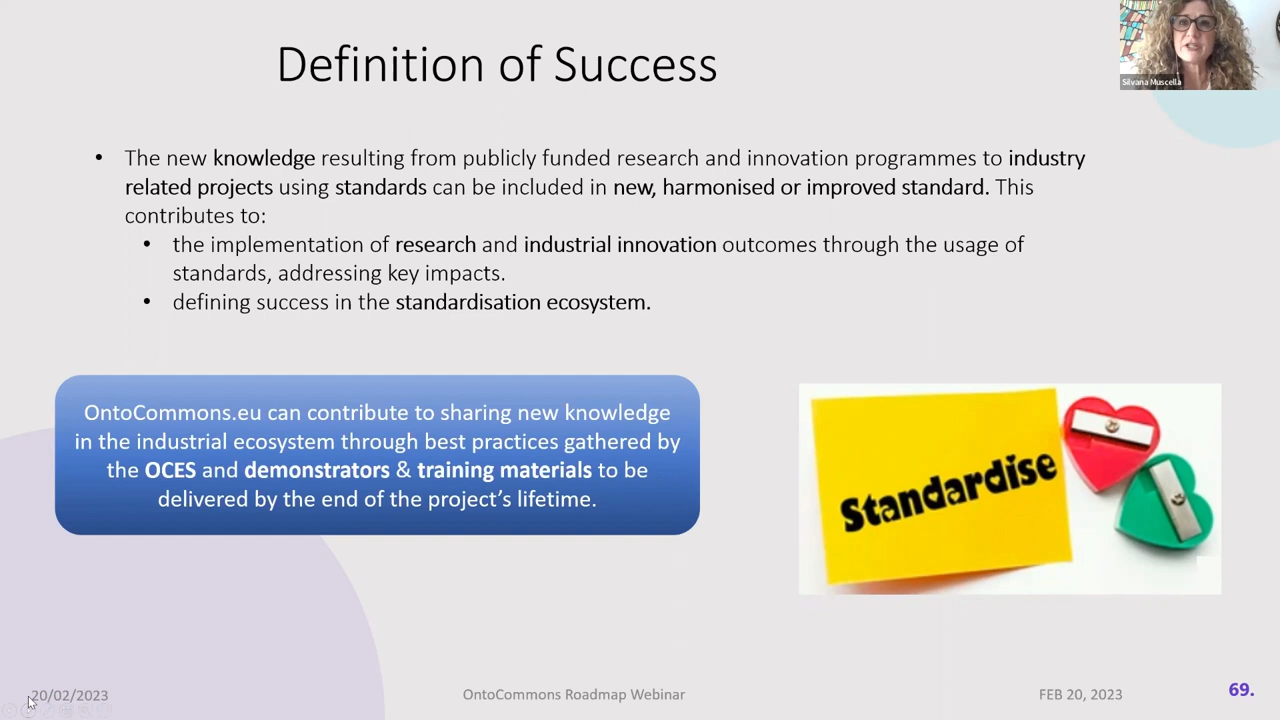 Definition of Success
Silvana Muscella
• The new knowledge resulting from publicly funded research and innovation programmes to industry
related projects using standards can be included in new, harmonised or improved standard. This
contributes to:
• the implementation of research and industrial innovation outcomes through the usage of
standards, addressing key impacts.
• defining success in the standardisation ecosystem.
OntoCommons.eu can contribute to sharing new knowledge
in the industrial ecosystem through best practices gathered by
the OCES and demonstrators & training materials to be
delivered by the end of the project’s lifetime.
Standardise
20/02/2023
OntoCommons Roadmap Webinar
FEB 20, 2023
69.